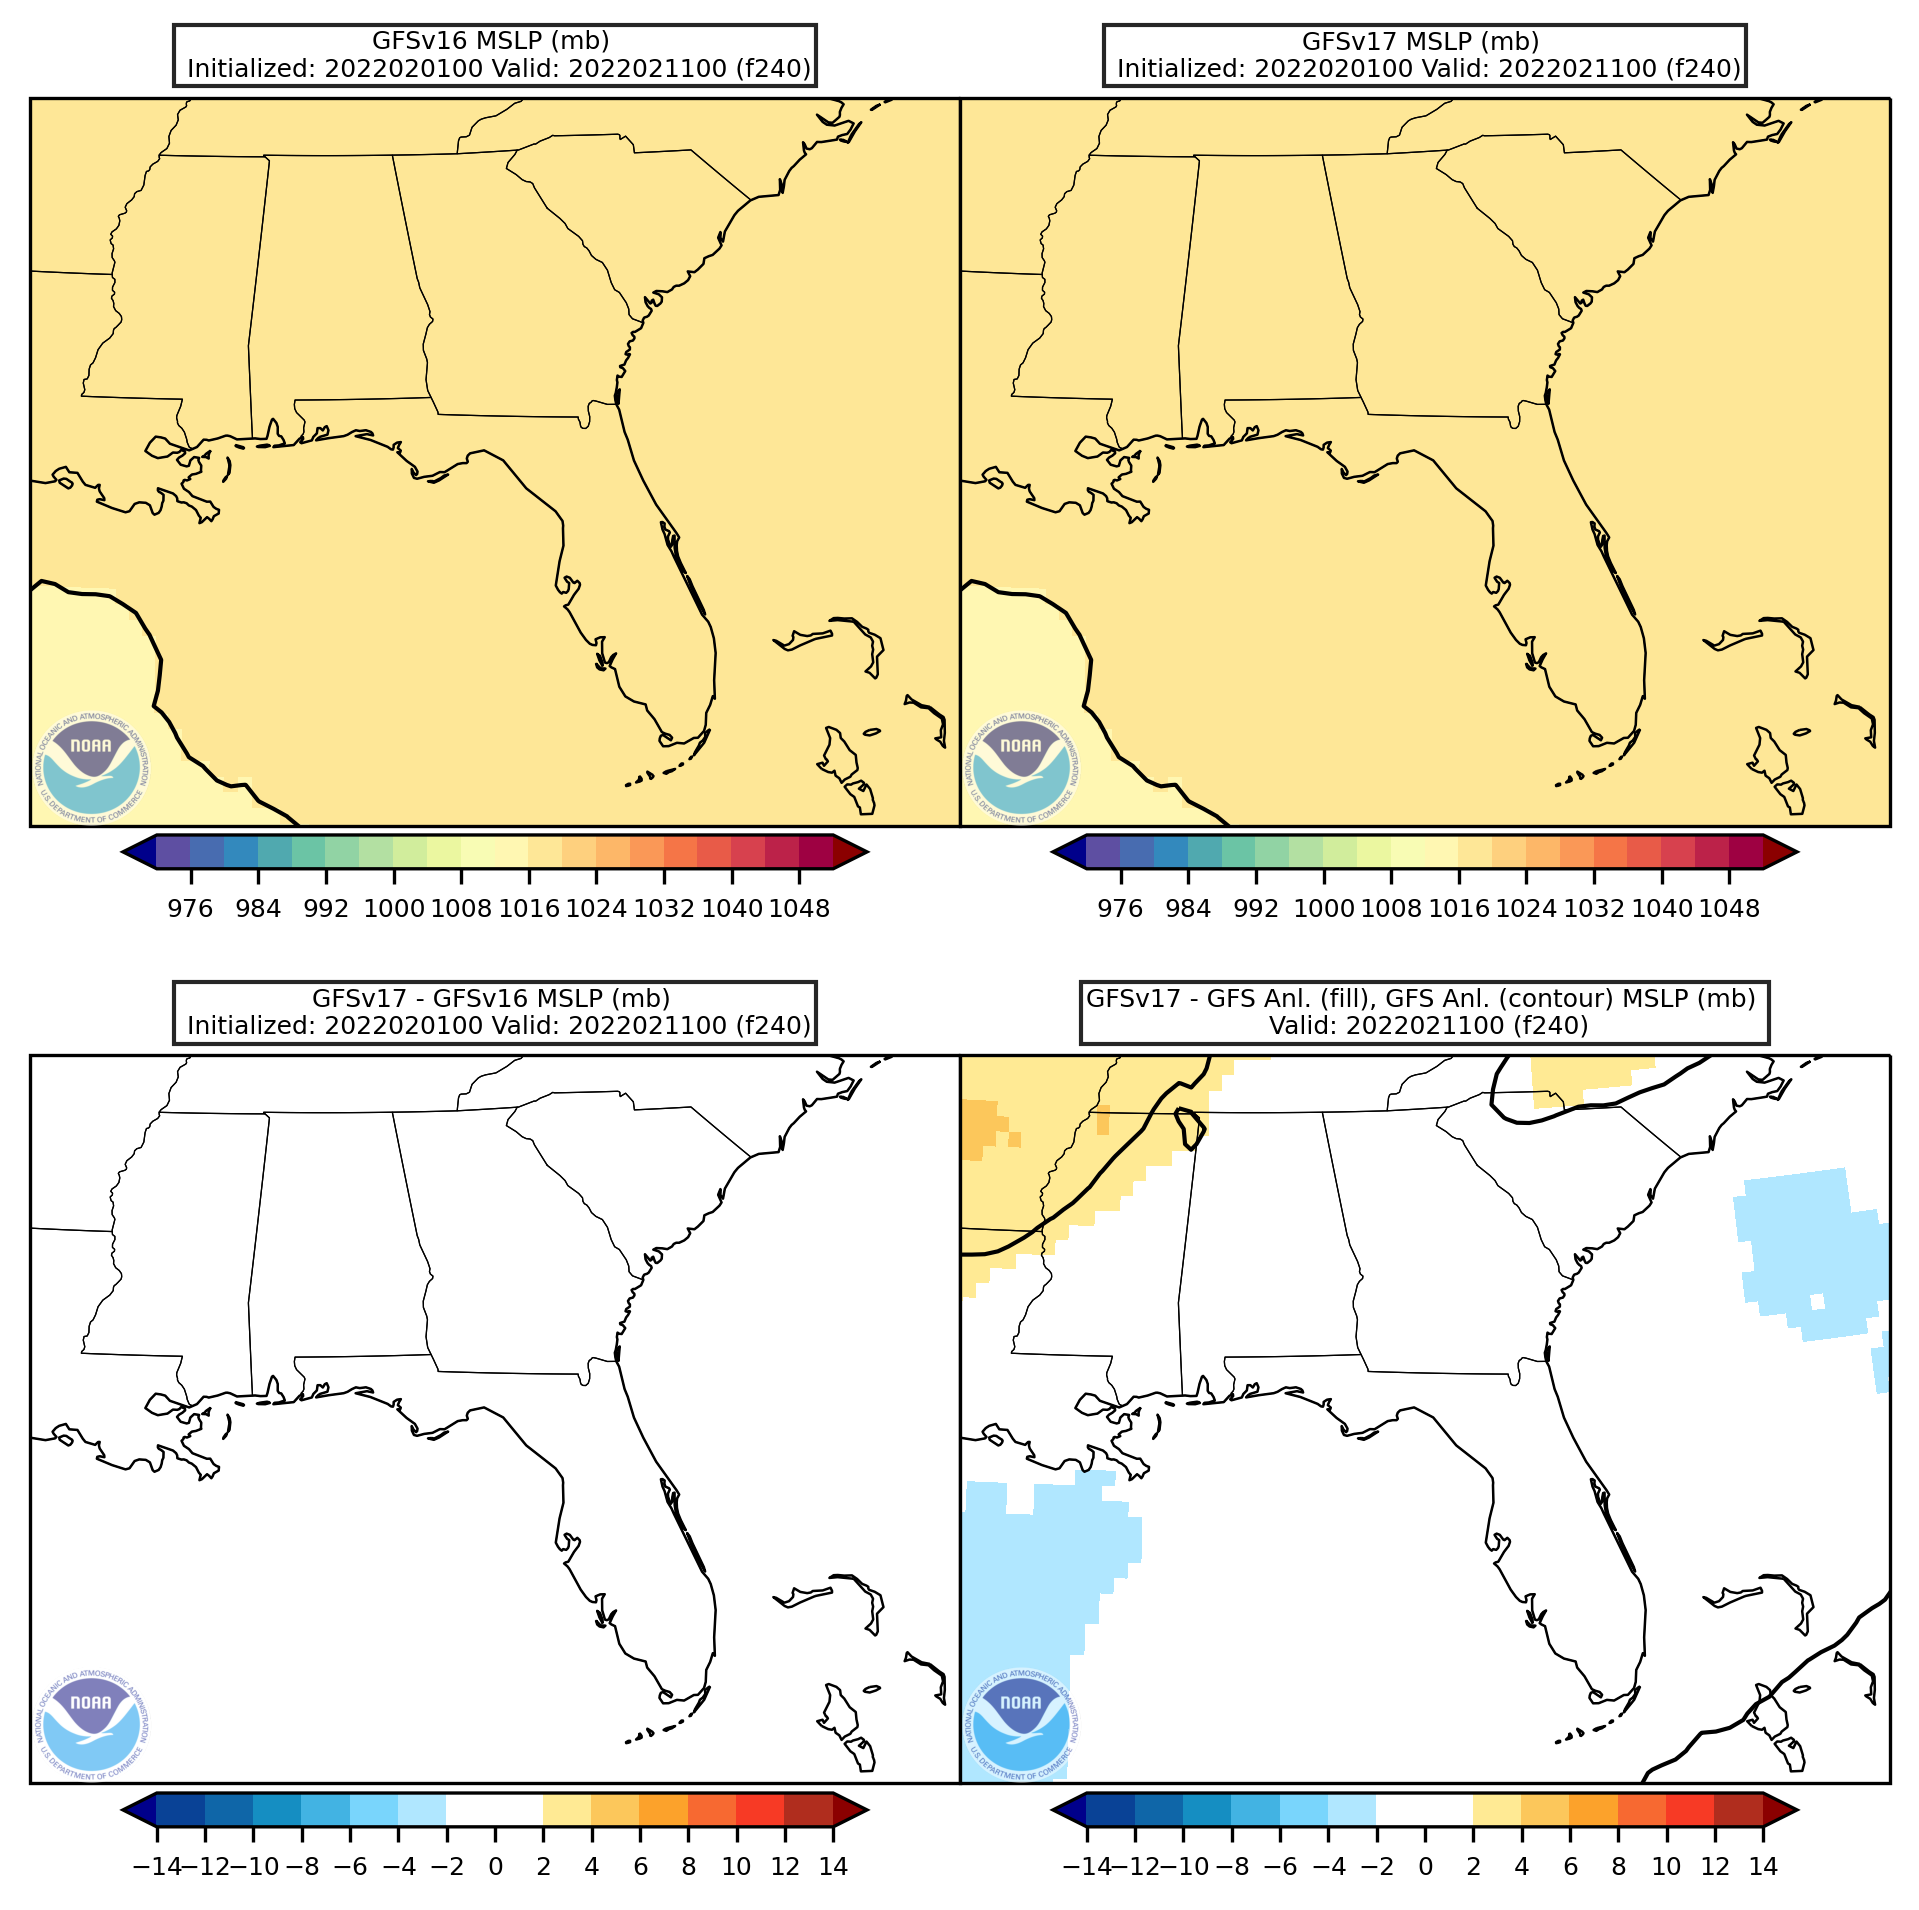 GFSv16 MSLP (mb)
Initialized: 2022020100 Valid: 2022021100 (f240)
GFSv17 MSLP (mb)
Initialized: 2022020100 Valid: 2022021100 (f240)
NATIONAL OCEANIC AND ATMOSPHERIC ADMINISTRATION
NOAA
U.S. DEPARTMENT OF COMMERCE
NATIONAL OCEANIC AND ATMOSPHERIC ADMINISTRATION
NOAA
U.S. DEPARTMENT OF COMMERCE
976 984 992 1000 1008 1016 1024 1032 1040 1048
976 984 992 1000 1008 1016 1024 1032 1040 1048
GFSv17 - GFSv16 MSLP (mb)
Initialized: 2022020100 Valid: 2022021100 (f240)
GFSv17 - GFS Anl. (fill), GFS Anl. (contour) MSLP (mb)
Valid: 2022021100 (f240)
NATIONAL OCEANIC AND ATMOSPHERIC ADMINISTRATION
NOAA
U.S. DEPARTMENT OF COMMERCE
NATIONAL OCEANIC AND ATMOSPHERIC ADMINISTRATION
NOAA
U.S. DEPARTMENT OF COMMERCE
−14 −12 −10 −8 −6 −4 −2 0 2 4 6 8 10 12 14
−14 −12 −10 −8 −6 −4 −2 0 2 4 6 8 10 12 14